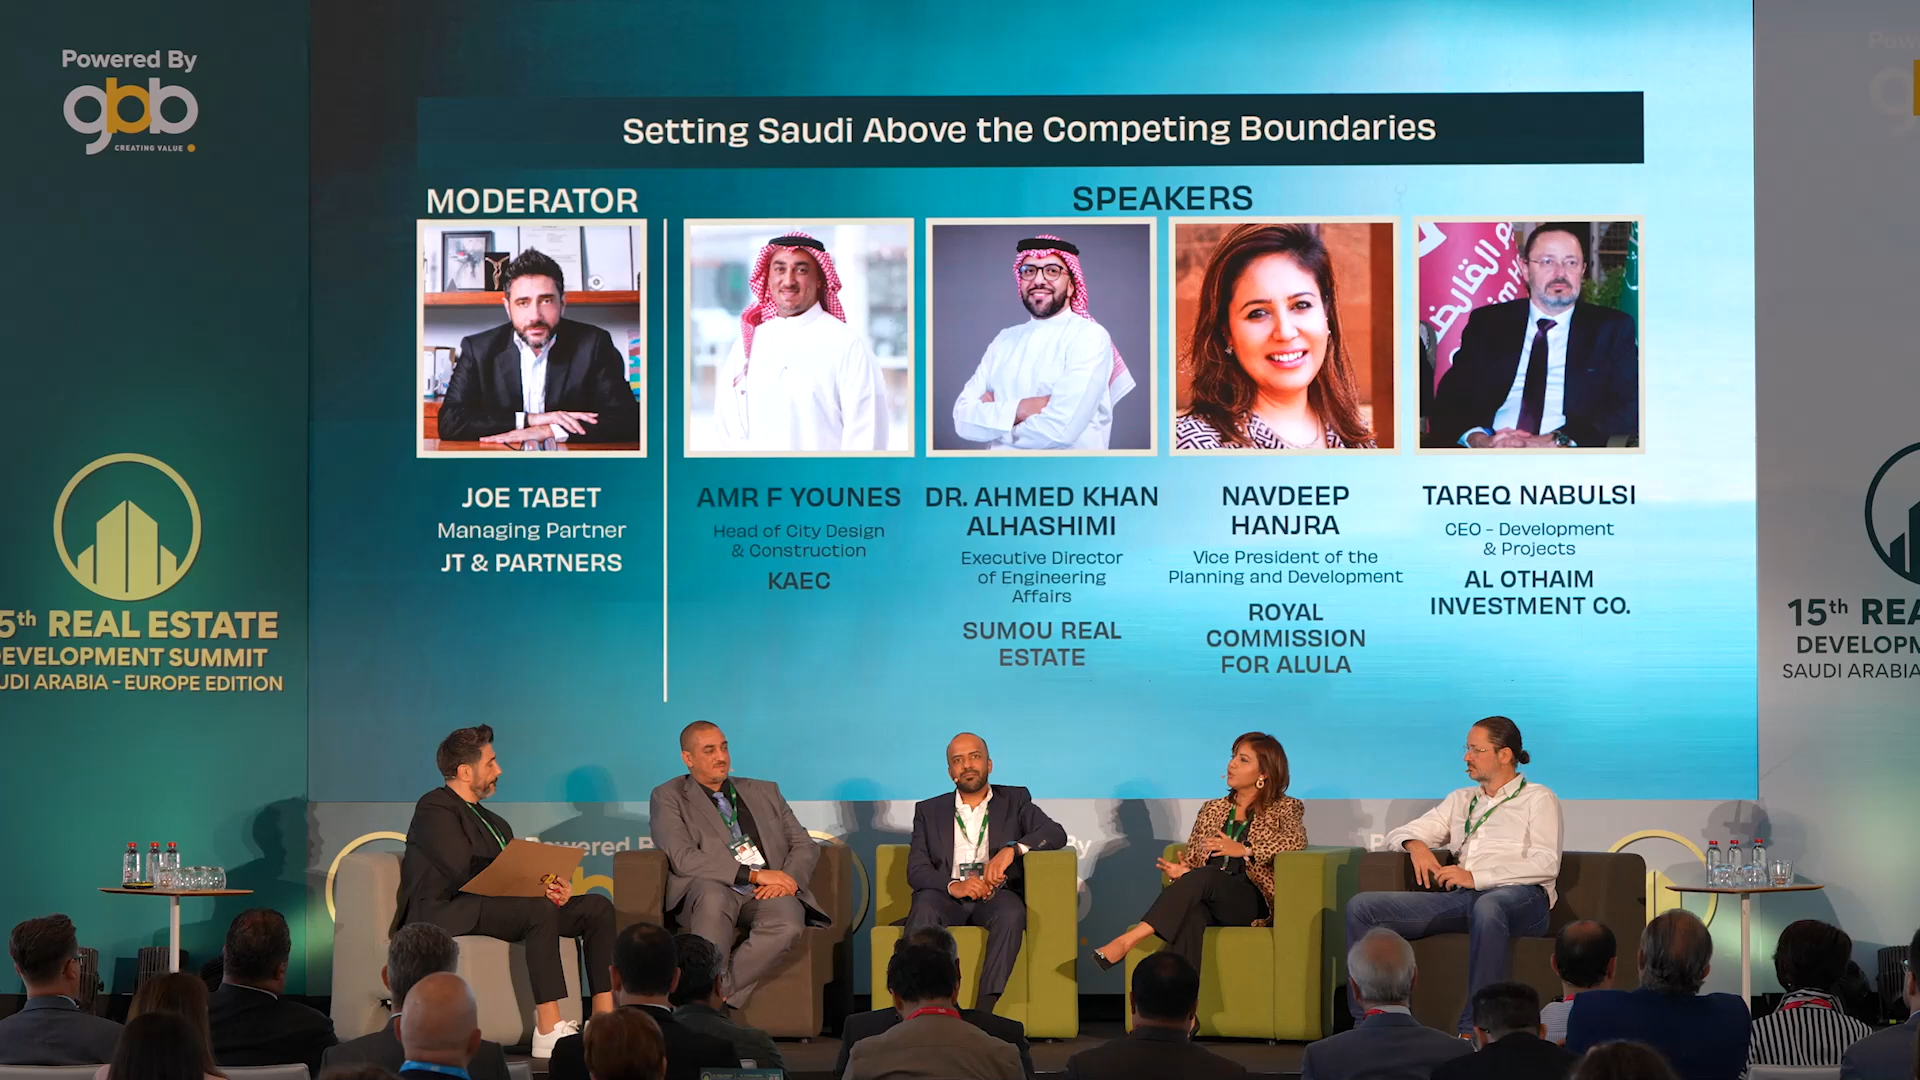 Powered By
gbb
CREATING VALUE
Setting Saudi Above the Competing Boundaries
MODERATOR
SPEAKERS
JOE TABET
Managing Partner
JT & PARTNERS
AMR F YOUNES
Head of City Design
& Construction
KAEC
DR. AHMED KHAN
ALHASHIMI
Executive Director
of Engineering
Affairs
SUMOU REAL
ESTATE
NAVDEEP
HANJRA
Vice President of the
Planning and Development
ROYAL
COMMISSION
FOR ALULA
TAREQ NABULSI
CEO - Development
& Projects
AL OTHAIM
INVESTMENT CO.
5th REAL ESTATE
EVELOPMENT SUMMIT
UDI ARABIA - EUROPE EDITION
15th REA
DEVELOPM
SAUDI ARABIA
Powered B
By
P